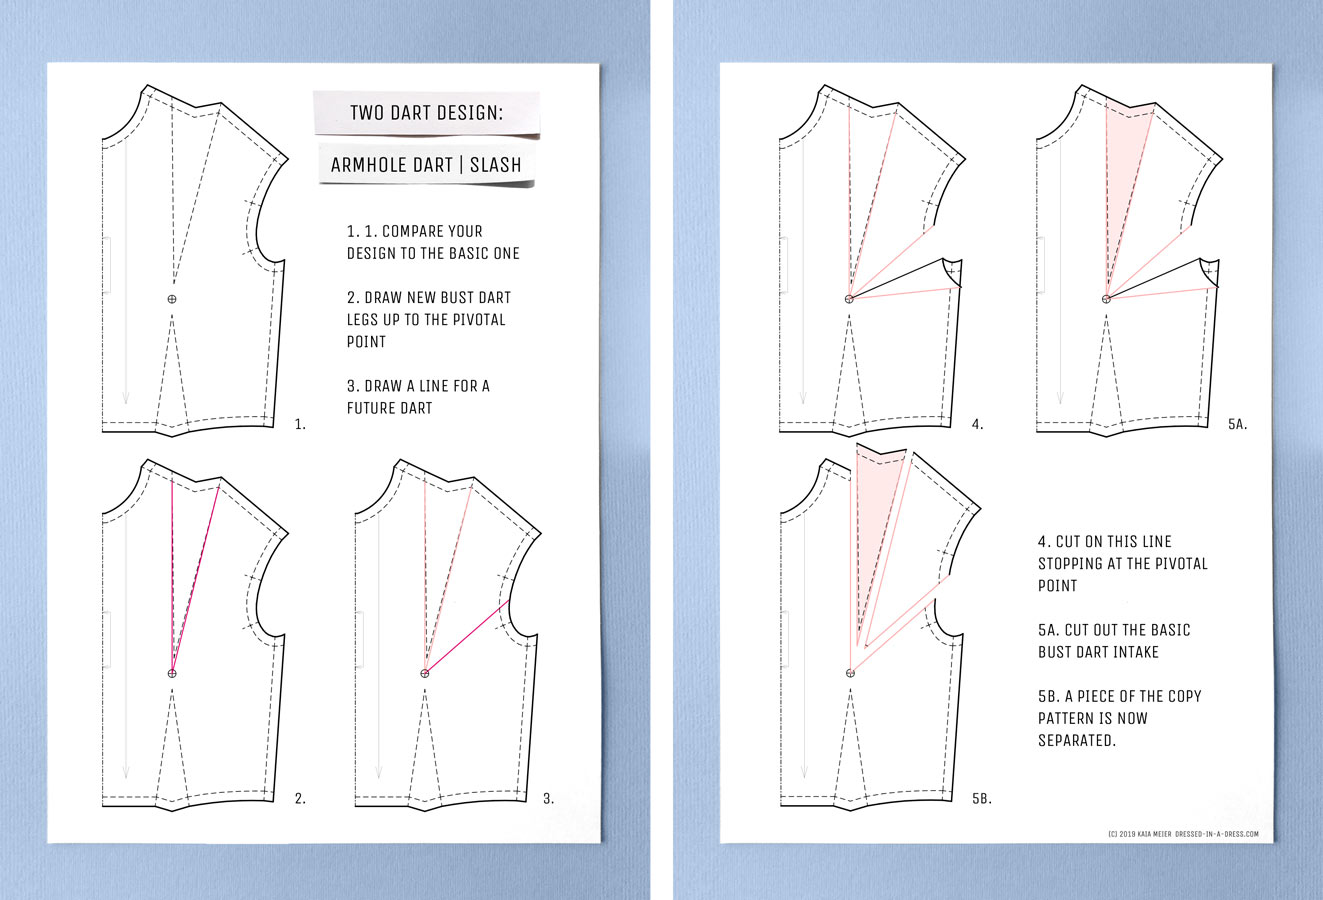 TWO DART DESIGN:
ARMHOLE DART | SLASH
1. 1. COMPARE YOUR
DESIGN TO THE BASIC ONE
2. DRAW NEW BUST DART
LEGS UP TO THE PIVOTAL
POINT
3. DRAW A LINE FOR A
FUTURE DART
1.
2.
3.
4.
5A.
4. CUT ON THIS LINE
STOPPING AT THE PIVOTAL
POINT
5A. CUT OUT THE BASIC
BUST DART INTAKE
5B. A PIECE OF THE COPY
PATTERN IS NOW
SEPARATED.
5B.
(C) 2019 KAIA MEIER DRESSED-IN-A-DRESS.COM